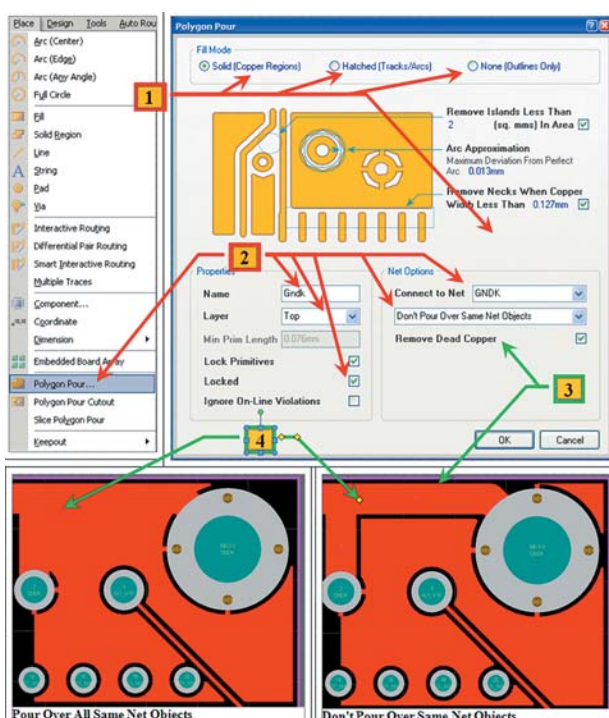 Place Design Tools Auto Rou
Arc (Center)
Arc (Edge)
Arc (Any Angle)
Full Circle
Fill
Solid Region
Line
String
Pad
Via
Interactive Routing
Differential Pair Routing
Smart Interactive Routing
Multiple Traces
Component...
Coordinate
Dimension
Embedded Board Array
Polygon Pour...
Polygon Pour Cutout
Slice Polygon Pour
Keepout
1
Polygon Pour
Fill Mode
Solid (Copper Regions) Hatched (Tracks/Arcs) None (Outlines Only)
Remove Islands Less Than
2 (sq. mms) In Area
Arc Approximation
Maximum Deviation From Perfect
Arc 0.013mm
Remove Necks When Copper
Width Less Than 0.127mm
2
Properties
Name Gndk
Layer Top
Min Prim Length 0.076mm
Lock Primitives
Locked
Ignore On-Line Violations
Net Options
Connect to Net GNDK
Don't Pour Over Same Net Objects
Remove Dead Copper
3
4
OK Cancel
Pour Over All Same Net Objects
Don't Pour Over Same Net Objects